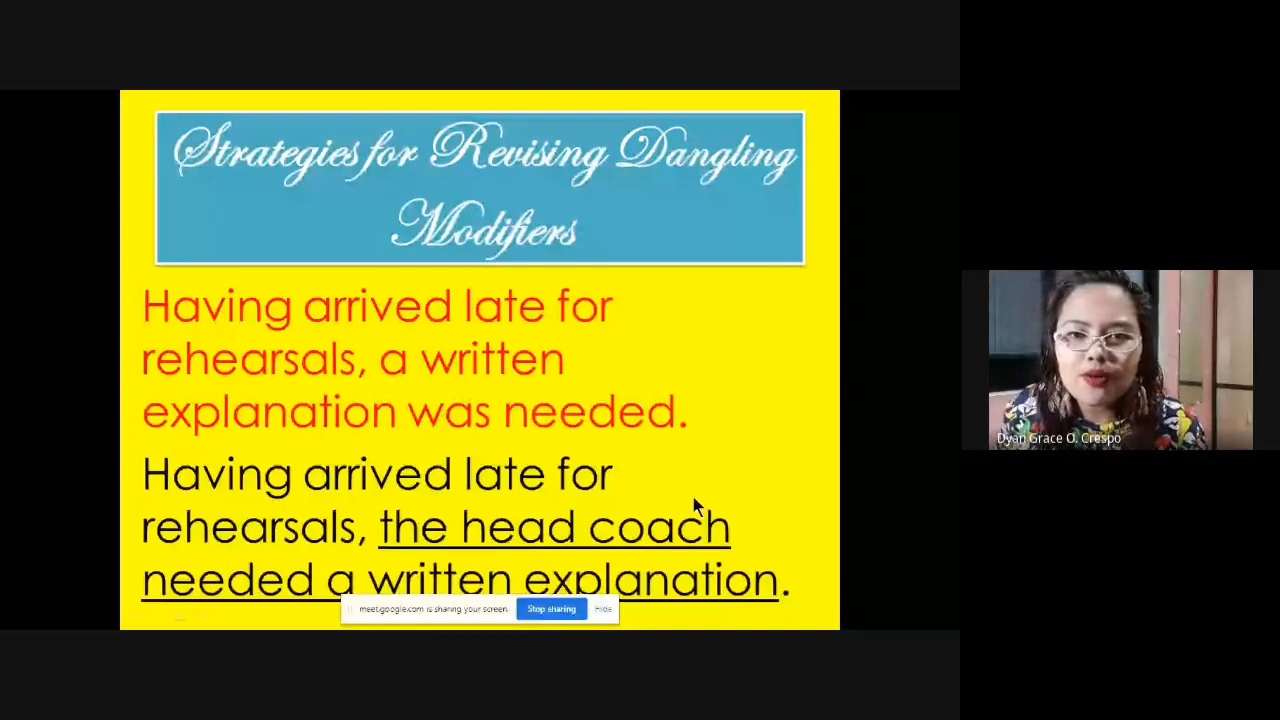 Strategies for Revising Dangling
Modifiers
Having arrived late for
rehearsals, a written
explanation was needed.
Having arrived late for
rehearsals, the head coach
needed a written explanation.
meet.google.com is sharing your screen. Stop sharing Hide
Dyan Grace O. Crespo